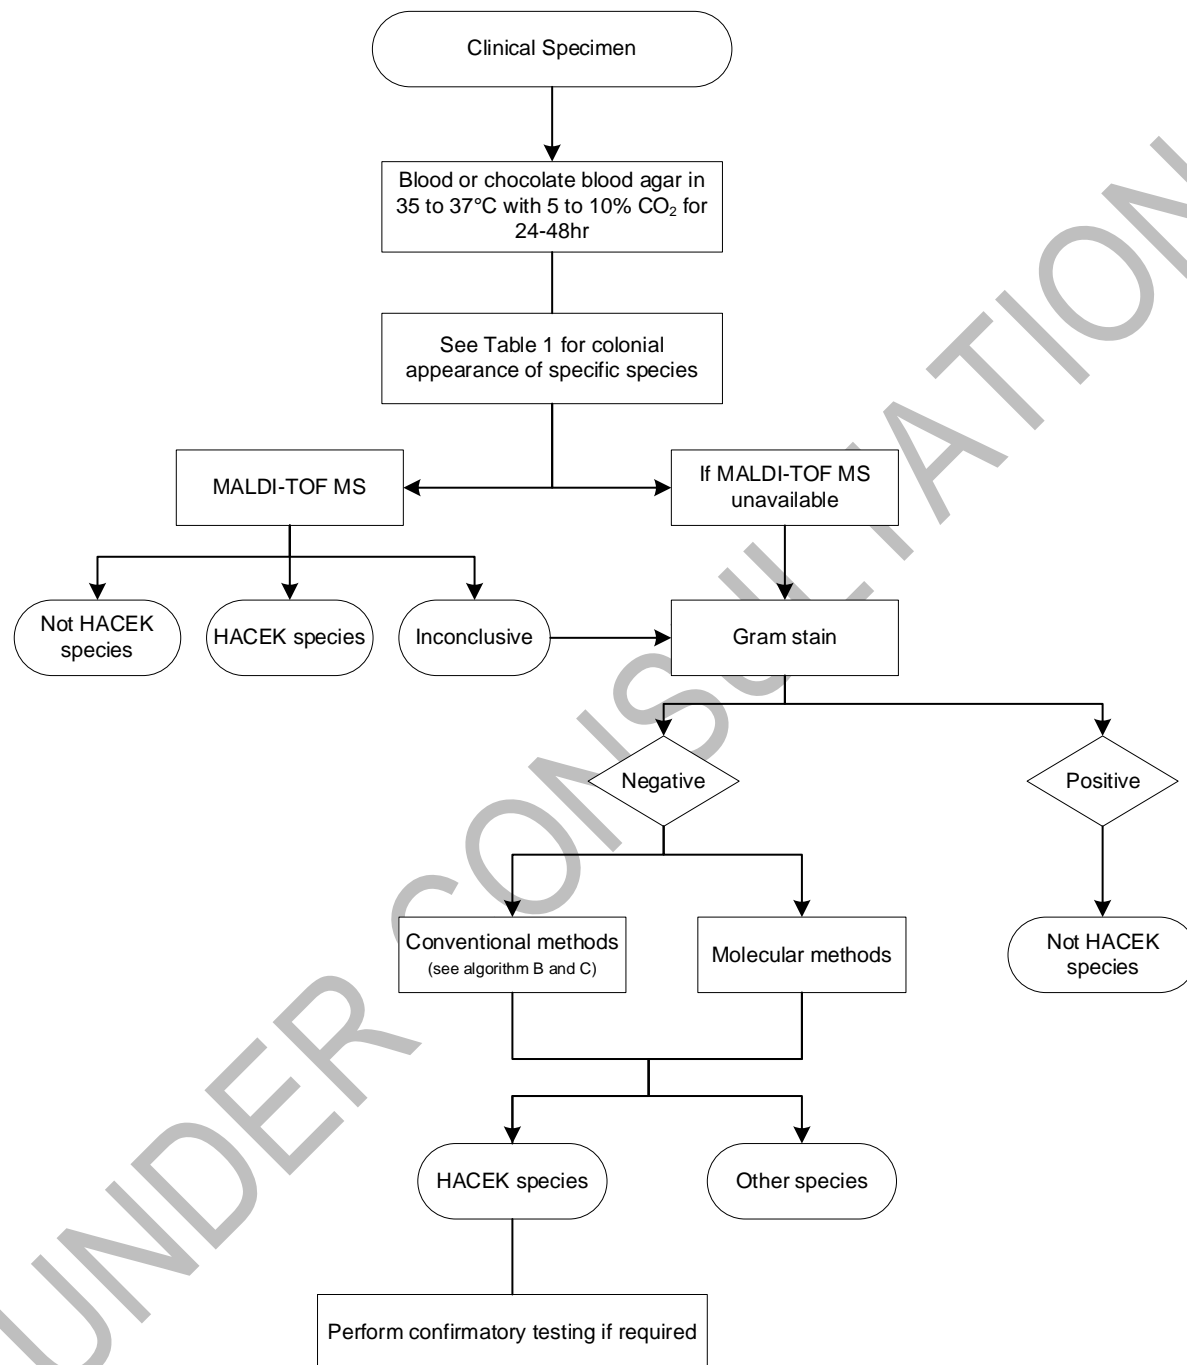 Clinical Specimen
Blood or chocolate blood agar in
35 to 37°C with 5 to 10% CO₂ for
24-48hr
See Table 1 for colonial
appearance of specific species
MALDI-TOF MS
If MALDI-TOF MS
unavailable
Not HACEK
species
HACEK species
Inconclusive
Gram stain
Negative
Positive
Conventional methods
(see algorithm B and C)
Molecular methods
Not HACEK
species
HACEK species
Other species
Perform confirmatory testing if required
UNDER CONSULTATION